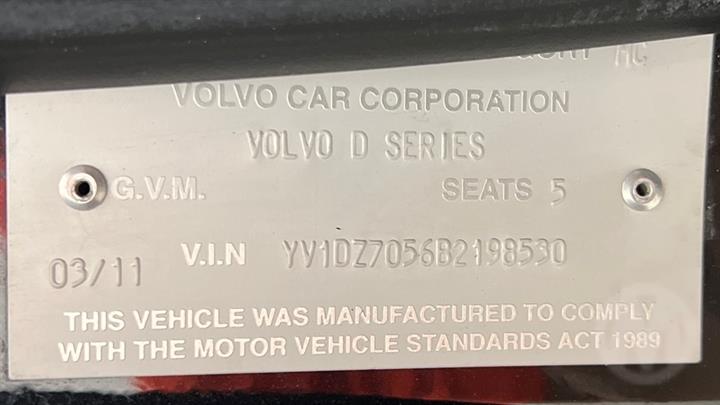 MC
VOLVO CAR CORPORATION
VOLVO D SERIES
G.V.M. SEATS 5
03/11 V.I.N YV1DZ7056B2198530
THIS VEHICLE WAS MANUFACTURED TO COMPLY
WITH THE MOTOR VEHICLE STANDARDS ACT 1989